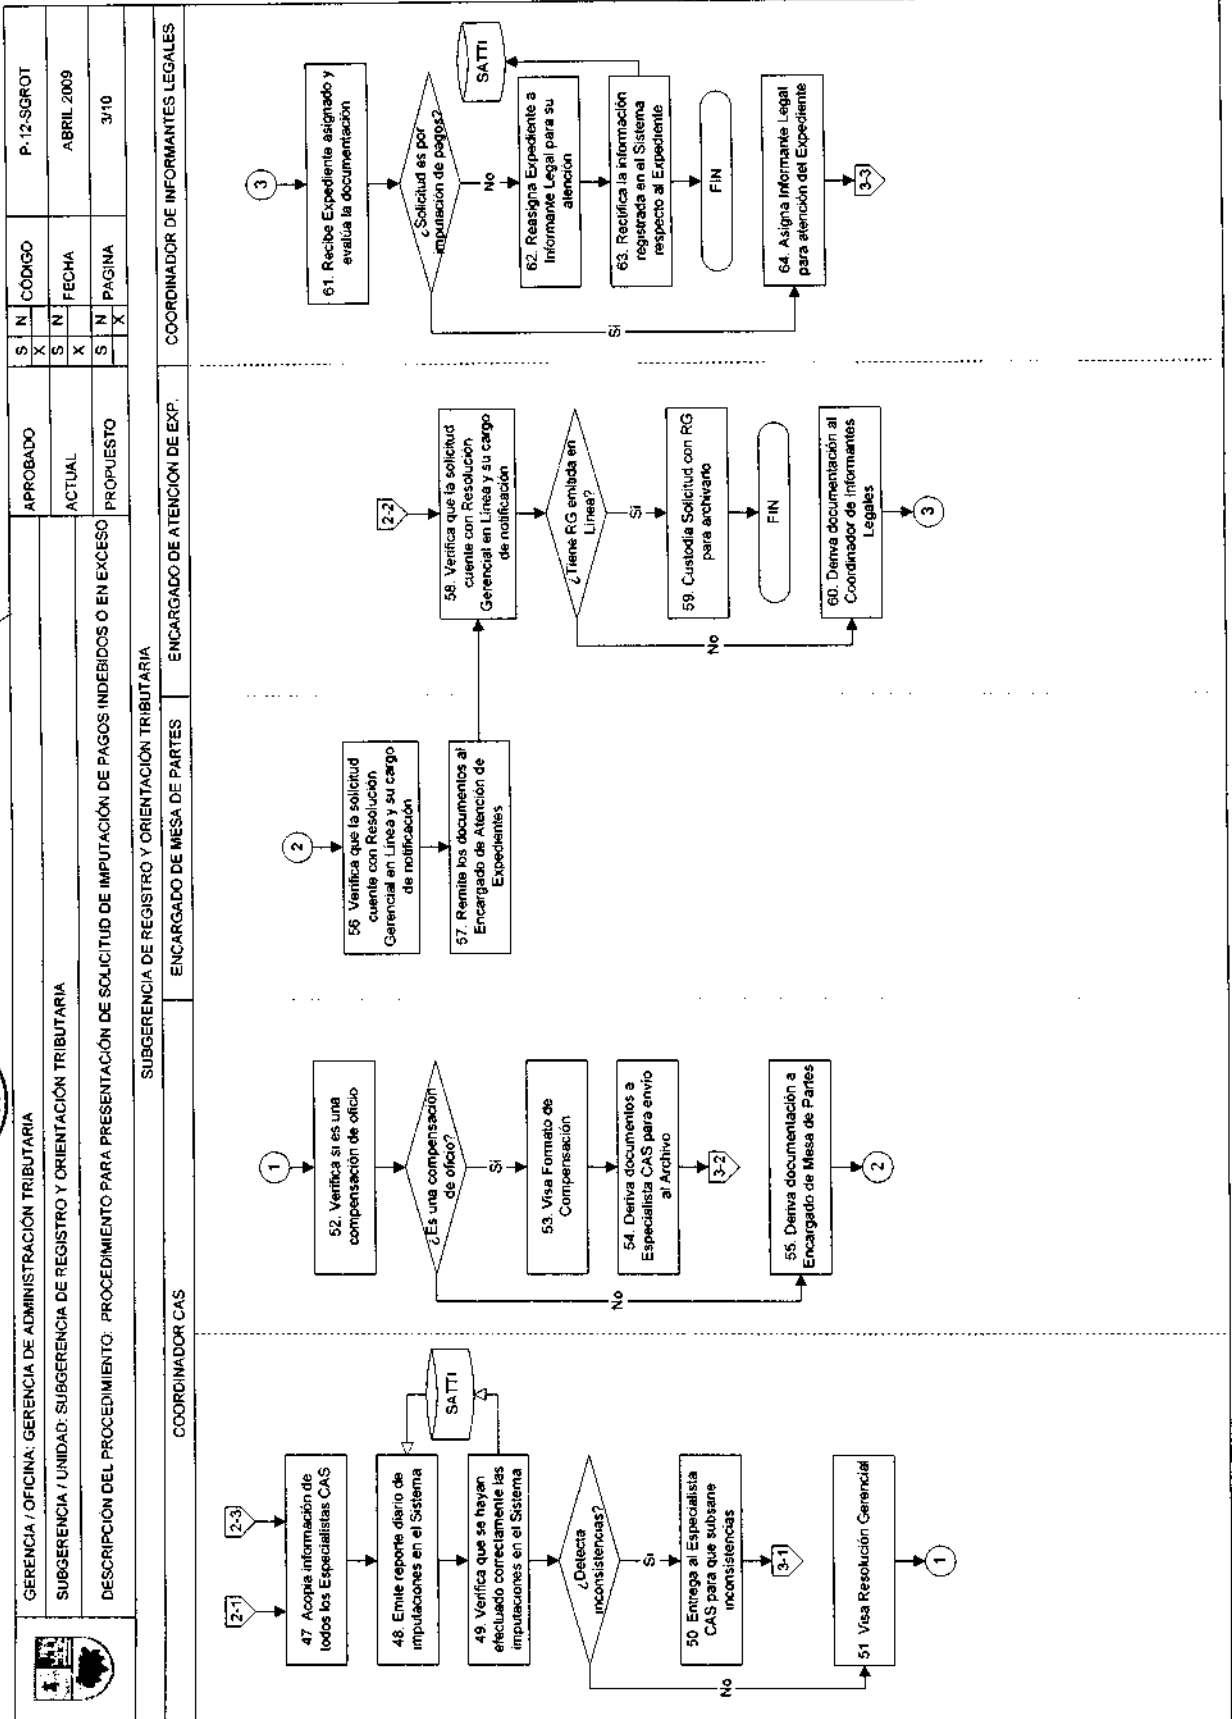 GERENCIA / OFICINA: GERENCIA DE ADMINISTRACIÓN TRIBUTARIA
APROBADO
S N
X
CÓDIGO
P-12-SGROT
SUBGERENCIA / UNIDAD: SUBGERENCIA DE REGISTRO Y ORIENTACIÓN TRIBUTARIA
ACTUAL
S N
X
FECHA
ABRIL 2009
DESCRIPCIÓN DEL PROCEDIMIENTO: PROCEDIMIENTO PARA PRESENTACIÓN DE SOLICITUD DE IMPUTACIÓN DE PAGOS INDEBIDOS O EN EXCESO
PROPUESTO
S N
X
PAGINA
3/10
SUBGERENCIA DE REGISTRO Y ORIENTACIÓN TRIBUTARIA
COORDINADOR CAS
ENCARGADO DE MESA DE PARTES
ENCARGADO DE ATENCIÓN DE EXP.
COORDINADOR DE INFORMANTES LEGALES
2-1
2-3
47 Acopia información de
todos los Especialistas CAS
48. Emite reporte diario de
imputaciones en el Sistema
SATTI
49. Verifica que se hayan
efectuado correctamente las
imputaciones en el Sistema
¿Detecta
inconsistencias?
Si
No
50 Entrega al Especialista
CAS para que subsane
inconsistencias
3-1
51 Visa Resolución Gerencial
1
1
52. Verifica si es una
compensación de oficio
¿Es una compensación
de oficio?
Si
No
53. Visa Formato de
Compensación
54. Deriva documentos a
Especialista CAS para envío
al Archivo
3-2
55. Deriva documentación a
Encargado de Mesa de Partes
2
2
56 Verifica que la solicitud
cuente con Resolución
Gerencial en Línea y su cargo
de notificación
57. Remite los documentos al
Encargado de Atención de
Expedientes
2-2
58. Verifica que la solicitud
cuente con Resolución
Gerencial en Línea y su cargo
de notificación
¿Tiene RG emitida en
Linea?
Si
No
59. Custodia Solicitud con RG
para archivarlo
FIN
60. Deriva documentación al
Coordinador de Informantes
Legales
3
3
61. Recibe Expediente asignado y
evalúa la documentación
¿Solicitud es por
imputación de pagos?
No
Si
62. Reasigna Expediente a
Informante Legal para su
atención
SATTI
63. Rectifica la información
registrada en el Sistema
respecto al Expediente
FIN
64. Asigna Informante Legal
para atención del Expediente
3-3